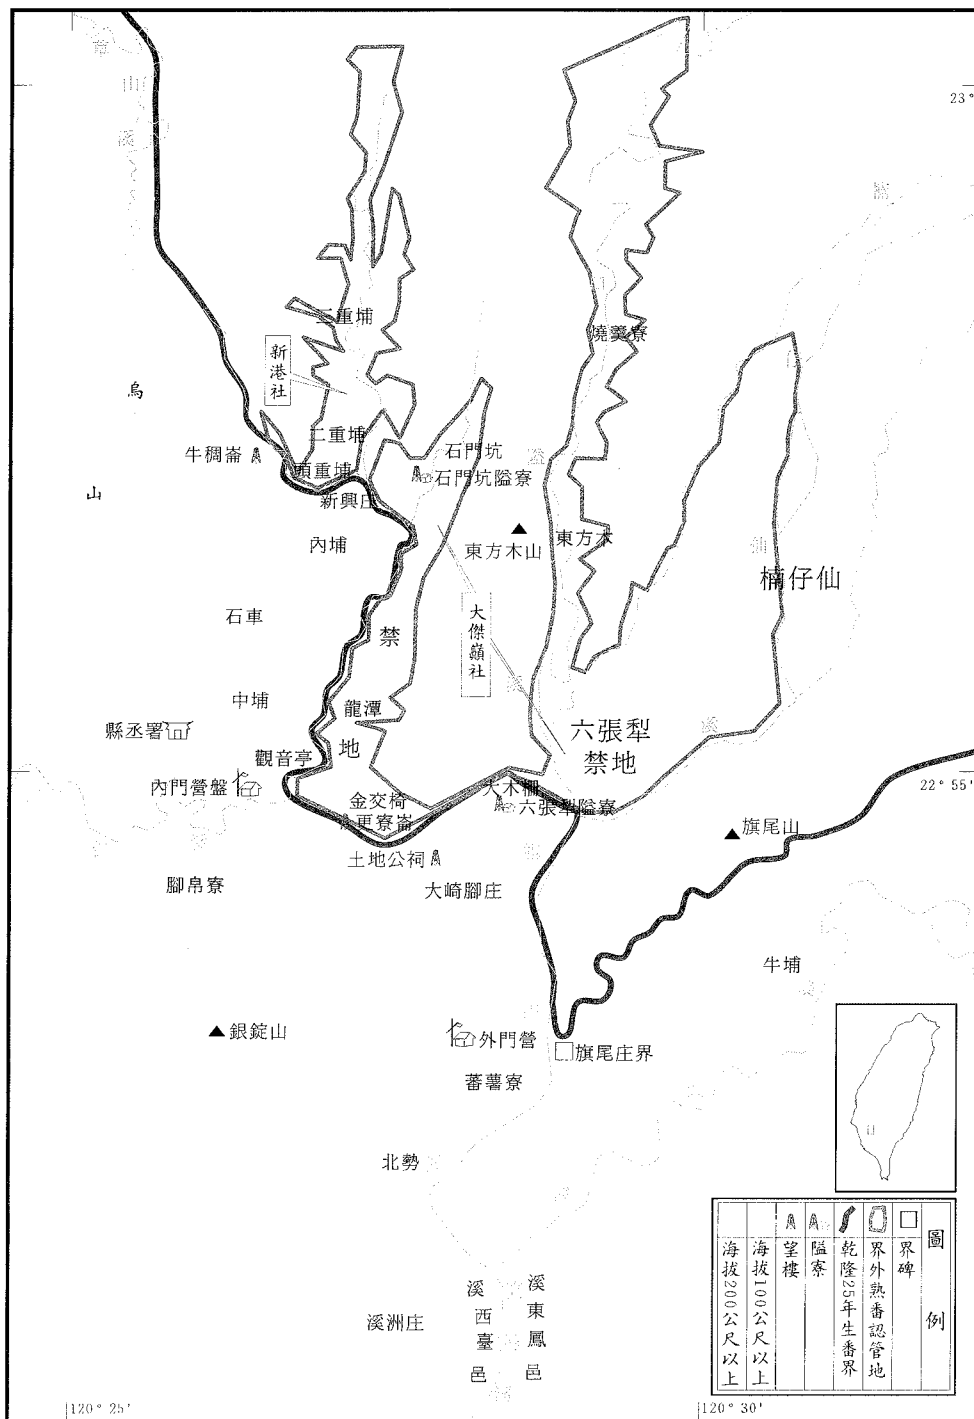 23°
山
溪
三重埔
燒羹寮
新港社
烏
山
二重埔
牛稠崙
頭重埔
新興庄
石門坑
石門坑隘寮
內埔
東方木山
東方木
仙
楠仔仙
石車
禁
地
大傑巔社
溪
中埔
龍潭
六張犁
禁地
縣丞署
觀音亭
內門營盤
22° 55'
金交椅
大木柵
六張犁隘寮
更寮崙
旗尾山
土地公祠
腳帛寮
大崎腳庄
牛埔
銀錠山
外門營
旗尾庄界
蕃薯寮
北勢
溪洲庄
溪西臺邑
溪東鳳邑
圖例
界碑
界外熟番認管地
乾隆25年生番界
隘寮
望樓
海拔100公尺以上
海拔200公尺以上
120° 25'
120° 30'